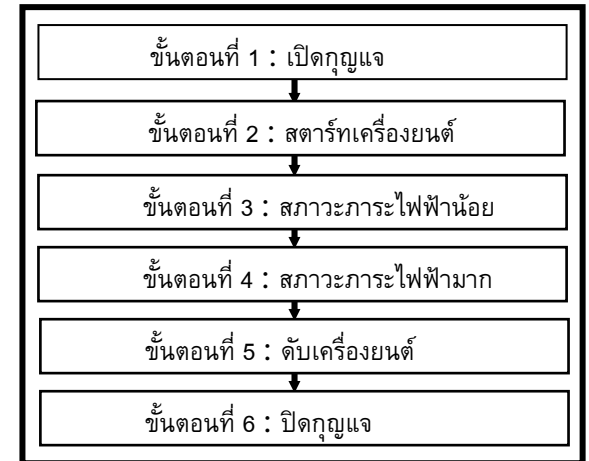 ขั้นตอนที่ 1 : เปิดกุญแจ
ขั้นตอนที่ 2 : สตาร์ทเครื่องยนต์
ขั้นตอนที่ 3 : สภาวะภาระไฟฟ้าน้อย
ขั้นตอนที่ 4 : สภาวะภาระไฟฟ้ามาก
ขั้นตอนที่ 5 : ดับเครื่องยนต์
ขั้นตอนที่ 6 : ปิดกุญแจ